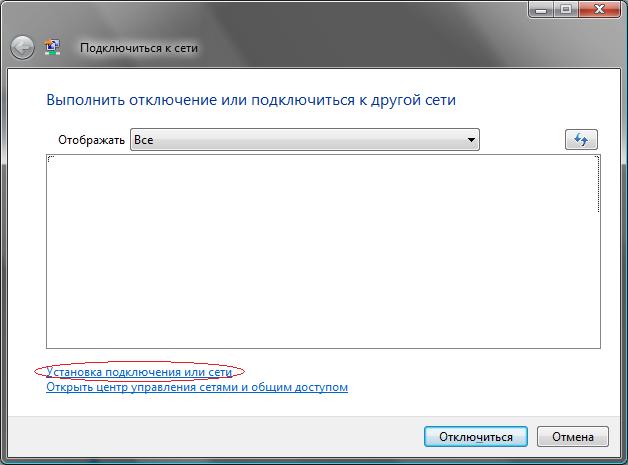 Подключиться к сети
Выполнить отключение или подключиться к другой сети
Отображать Все
Установка подключения или сети
Открыть центр управления сетями и общим доступом
Отключиться Отмена